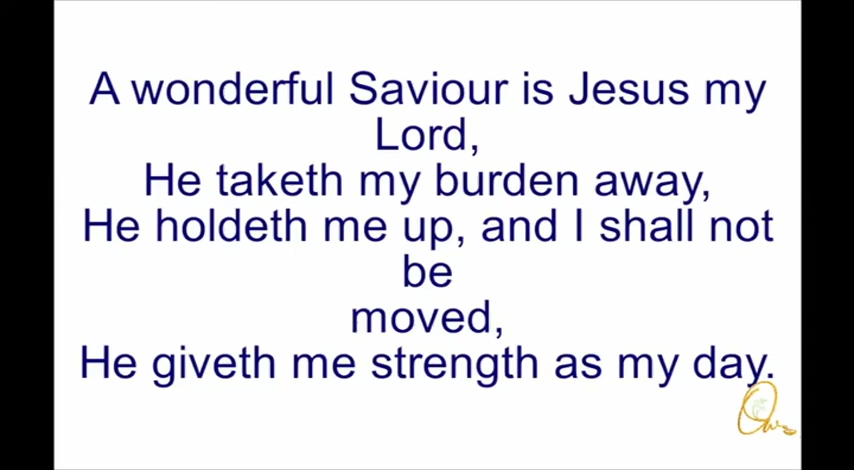 A wonderful Saviour is Jesus my
Lord,
He taketh my burden away,
He holdeth me up, and I shall not
be
moved,
He giveth me strength as my day.